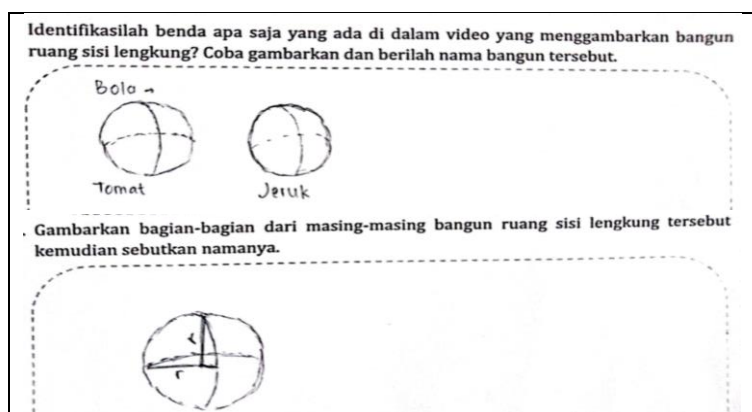 Identifikasilah benda apa saja yang ada di dalam video yang menggambarkan bangun
ruang sisi lengkung? Coba gambarkan dan berilah nama bangun tersebut.
Bola →
Tomat
Jeruk
Gambarkan bagian-bagian dari masing-masing bangun ruang sisi lengkung tersebut
kemudian sebutkan namanya.
r
r